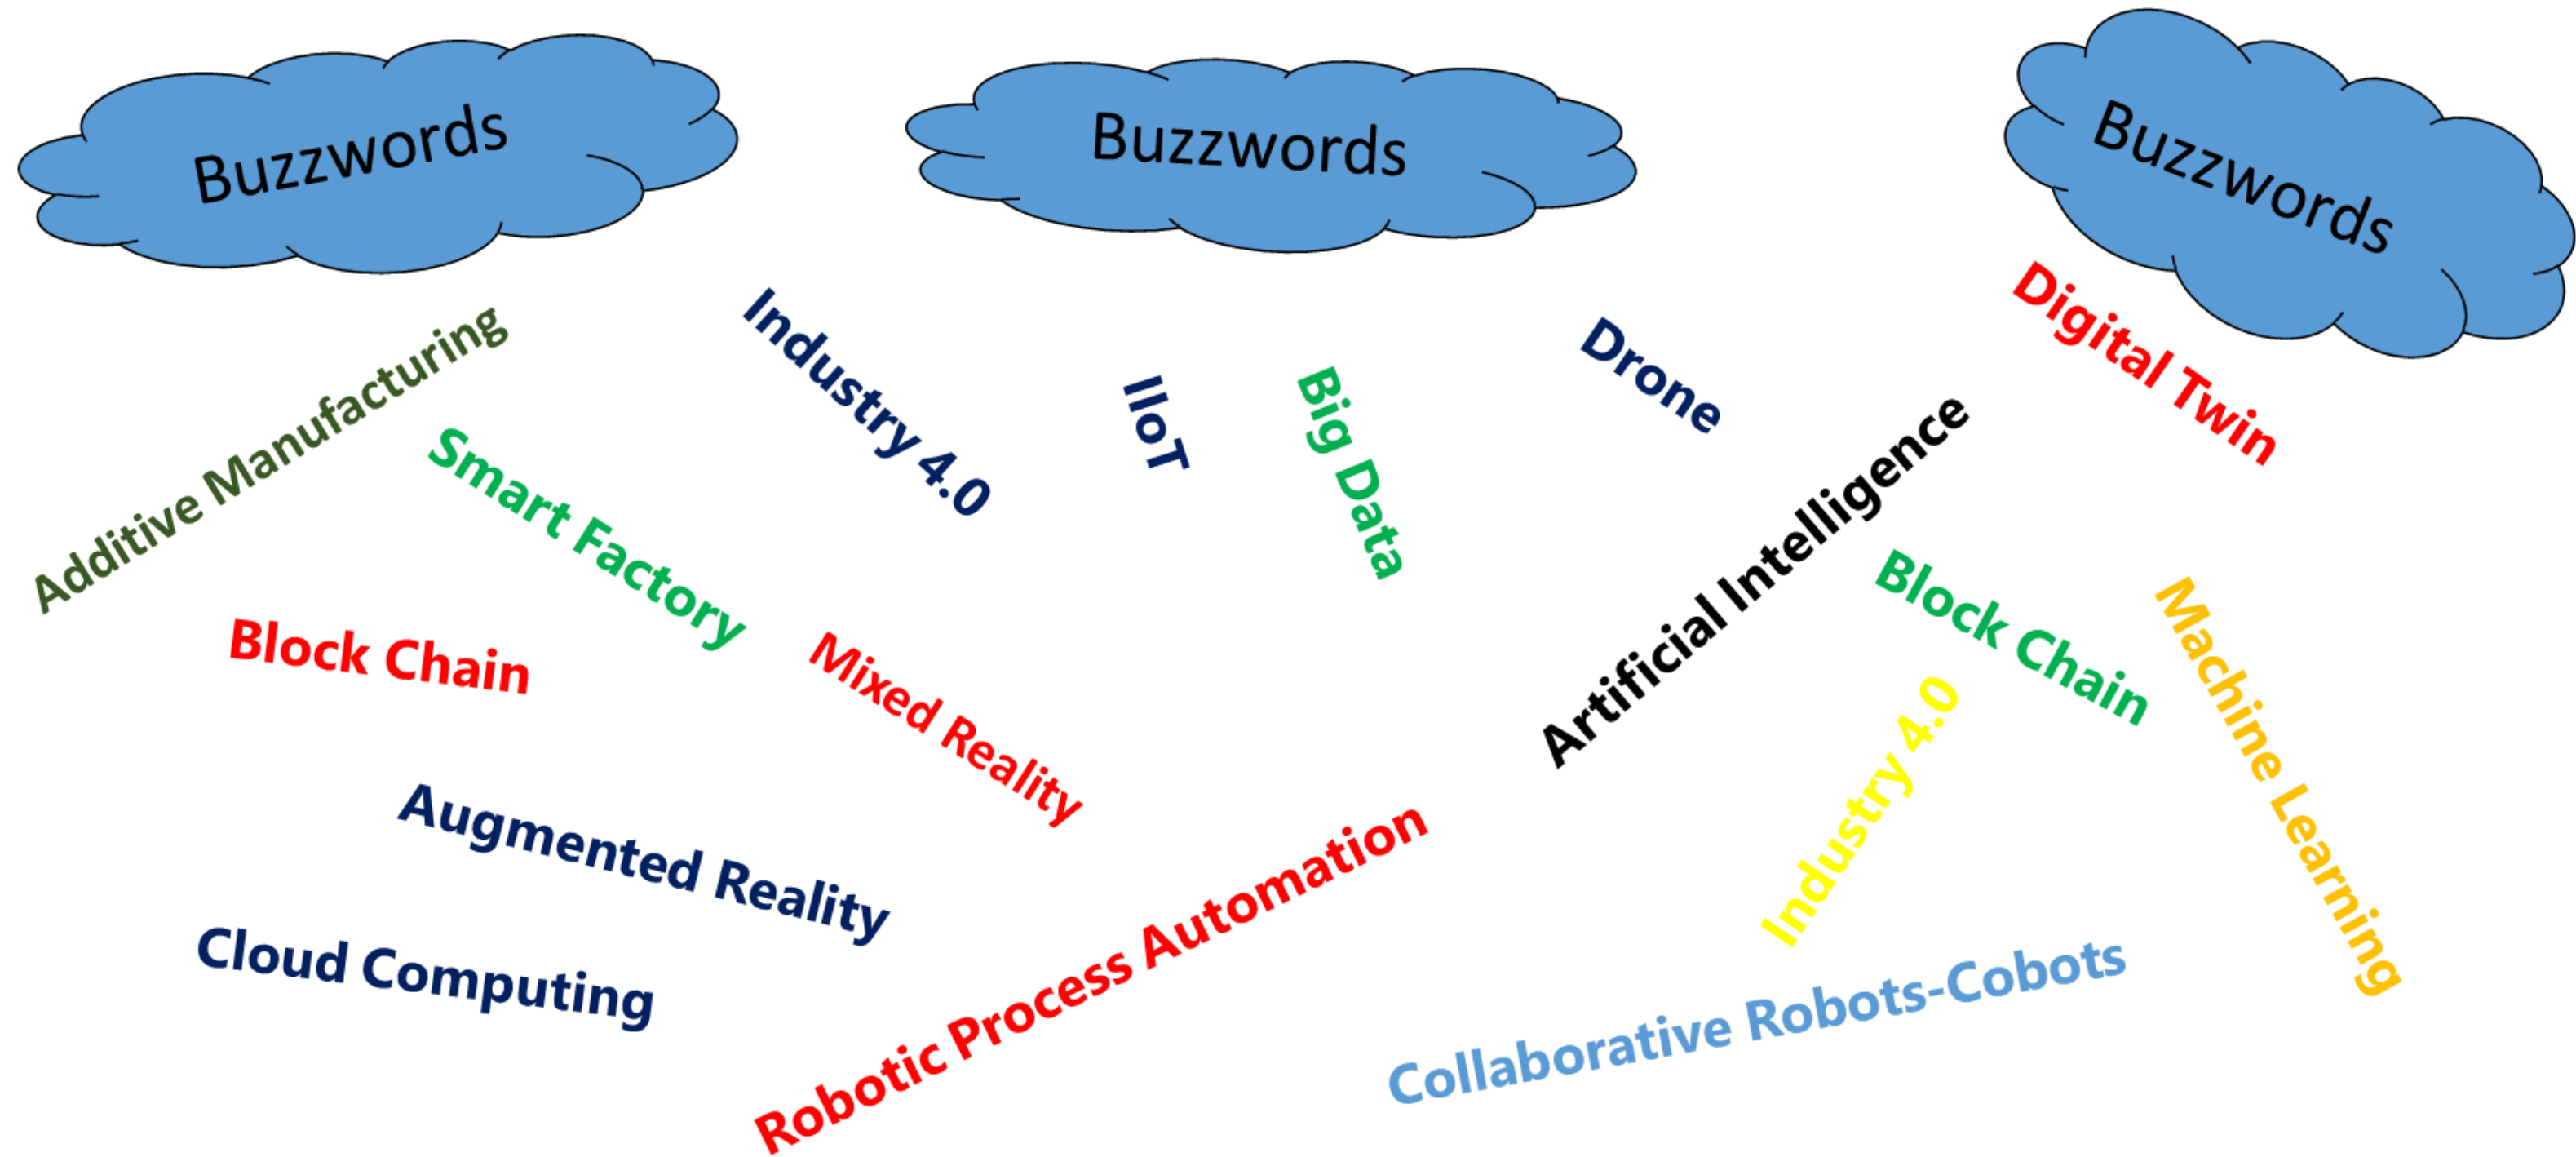 Buzzwords
Buzzwords
Buzzwords
Additive Manufacturing
Industry 4.0
IIoT
Big Data
Drone
Digital Twin
Smart Factory
Artificial Intelligence
Block Chain
Block Chain
Mixed Reality
Machine Learning
Industry 4.0
Augmented Reality
Cloud Computing
Robotic Process Automation
Collaborative Robots-Cobots